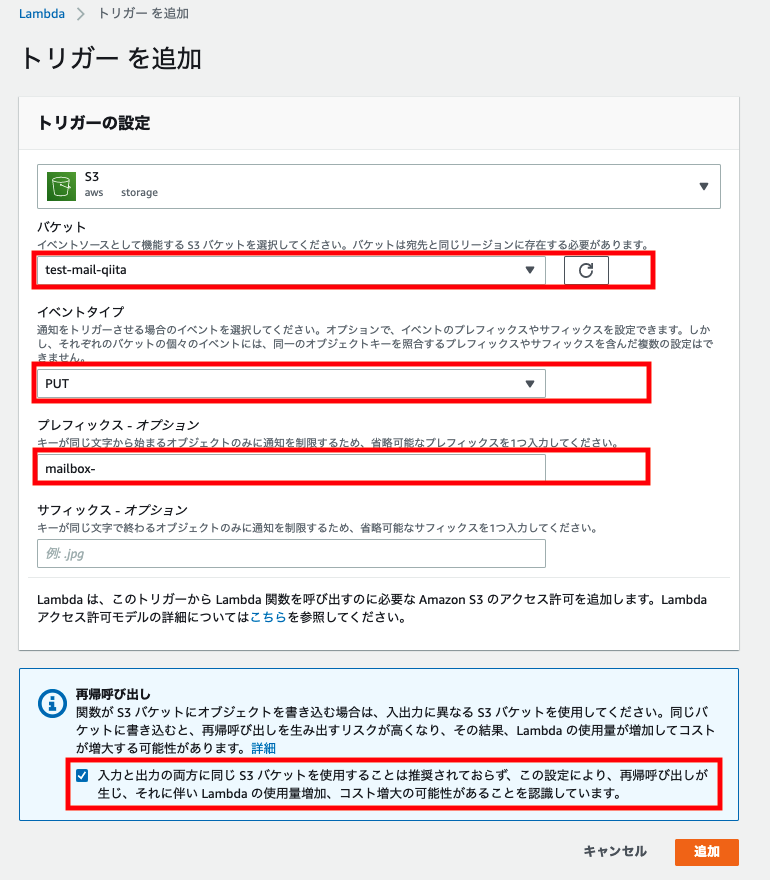 Lambda > トリガー を追加
トリガー を追加
トリガーの設定
S3
aws storage
バケット
イベントソースとして機能する S3 バケットを選択してください。バケットは宛先と同じリージョンに存在する必要があります。
test-mail-qiita
イベントタイプ
通知をトリガーさせる場合のイベントを選択してください。オプションで、イベントのプレフィックスやサフィックスを設定できます。しか
し、それぞれのバケットの個々のイベントには、同一のオブジェクトキーを照合するプレフィックスやサフィックスを含んだ複数の設定はで
きません。
PUT
プレフィックス - オプション
キーが同じ文字から始まるオブジェクトのみに通知を制限するため、省略可能なプレフィックスを1つ入力してください。
mailbox-
サフィックス - オプション
キーが同じ文字で終わるオブジェクトのみに通知を制限するため、省略可能なサフィックスを1つ入力してください。
例: .jpg
Lambda は、このトリガーから Lambda 関数を呼び出すのに必要な Amazon S3 のアクセス許可を追加します。Lambda
アクセス許可モデルの詳細についてはこちらを参照してください。
再帰呼び出し
関数が S3 バケットにオブジェクトを書き込む場合は、入出力に異なる S3 バケットを使用してください。同じバ
ケットに書き込むと、再帰呼び出しを生み出すリスクが高くなり、その結果、Lambda の使用量が増加してコスト
が増大する可能性があります。詳細
入力と出力の両方に同じ S3 バケットを使用することは推奨されておらず、この設定により、再帰呼び出しが
生じ、それに伴い Lambda の使用量増加、コスト増大の可能性があることを認識しています。
キャンセル 追加